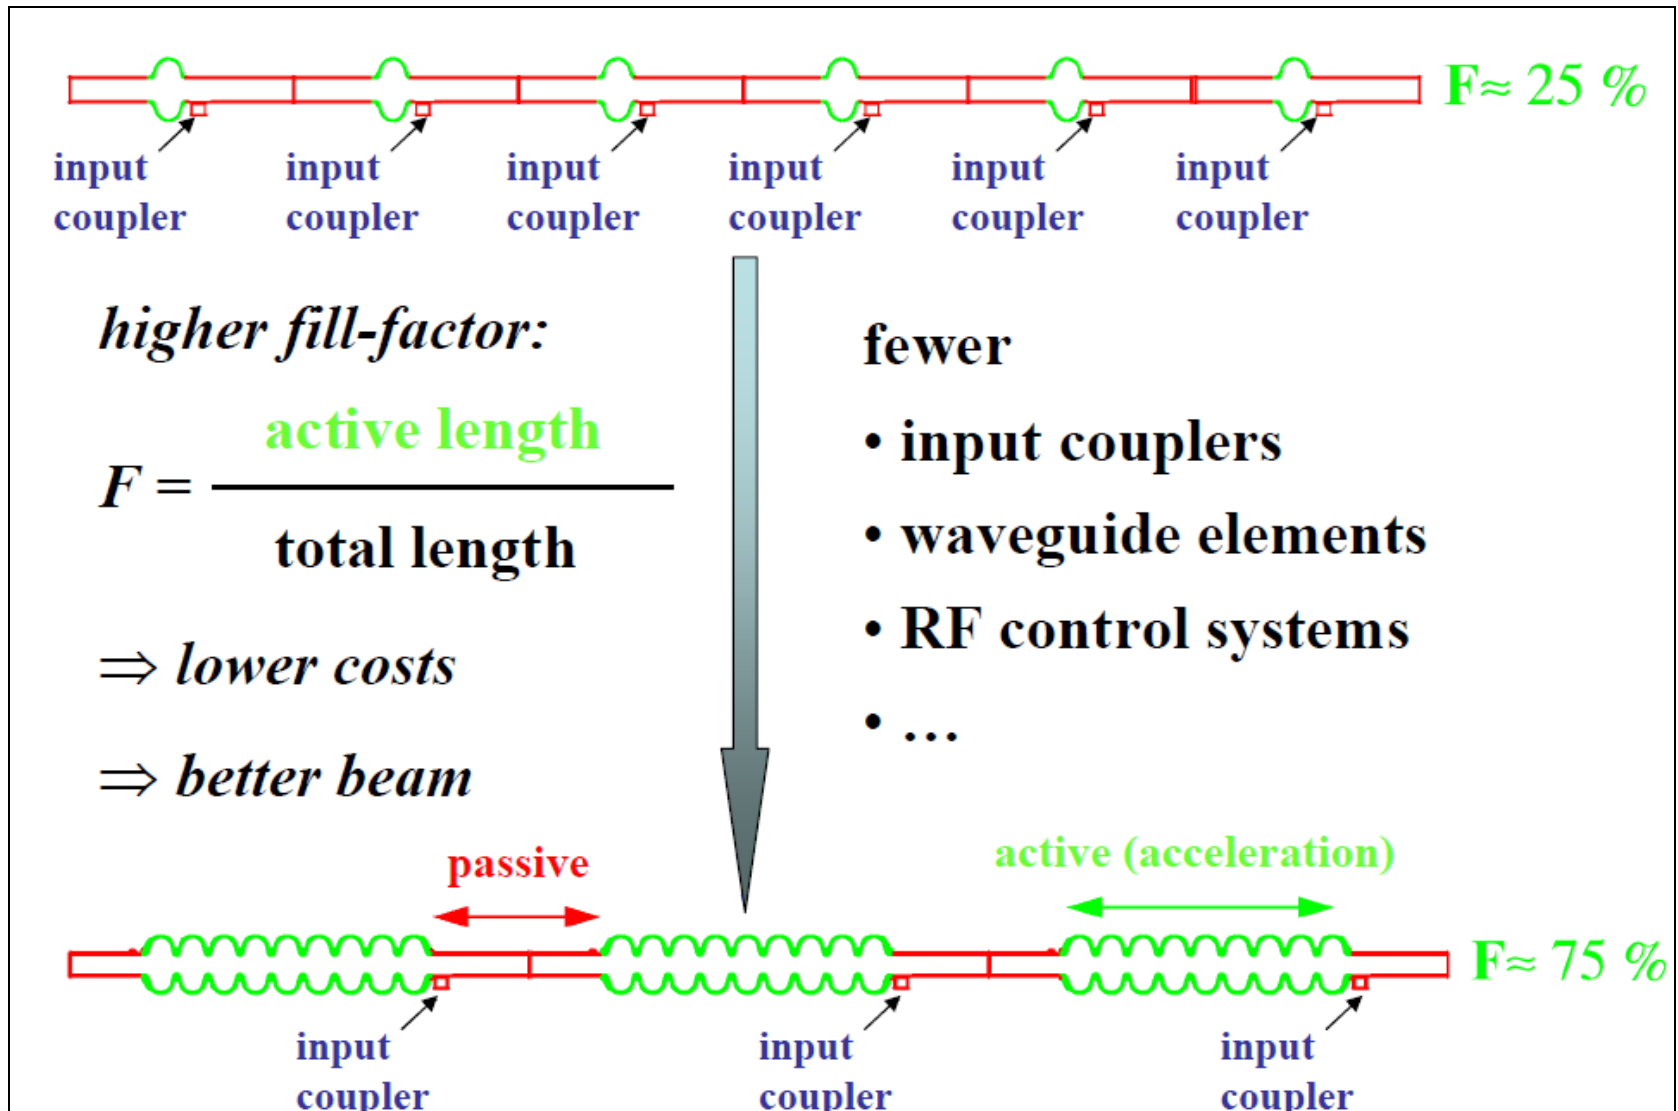 F≈ 25 %
input coupler
input coupler
input coupler
input coupler
input coupler
input coupler
higher fill-factor:
active length
F =
total length
⇒ lower costs
⇒ better beam
fewer
• input couplers
• waveguide elements
• RF control systems
• …
passive
active (acceleration)
F≈ 75 %
input coupler
input coupler
input coupler